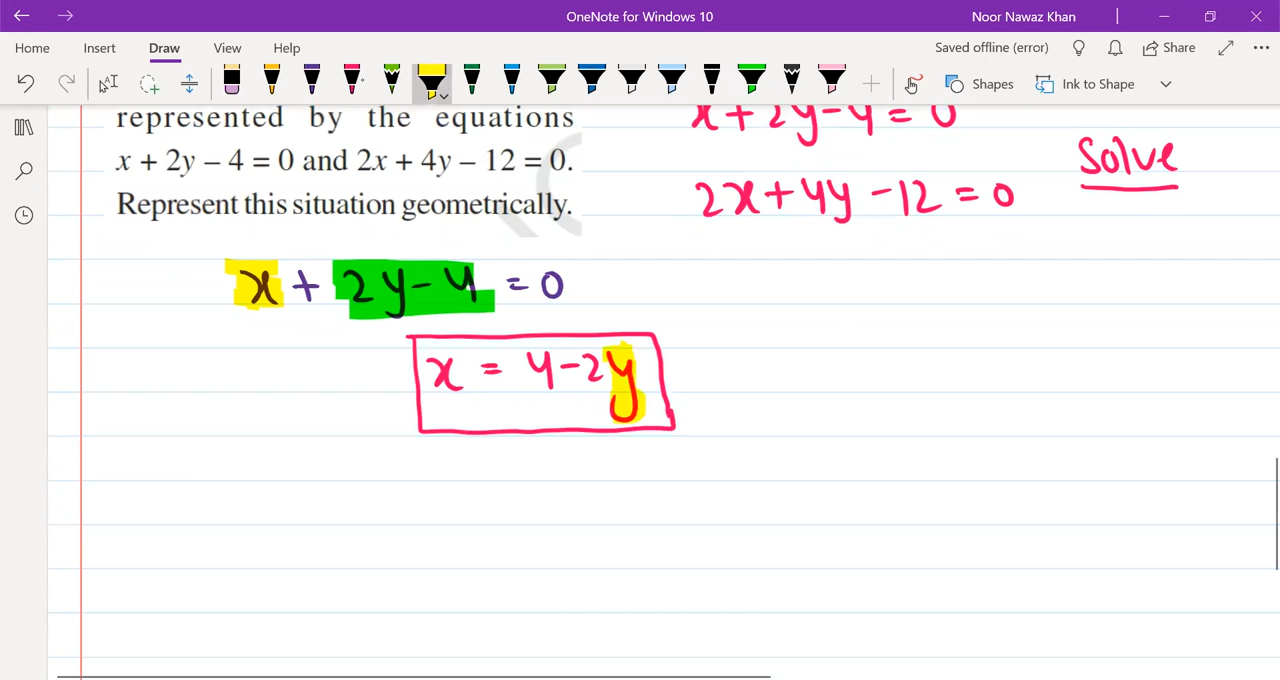 OneNote for Windows 10
Noor Nawaz Khan
Home Insert Draw View Help
Saved offline (error)
Share
Shapes
Ink to Shape
represented by the equations
x + 2y – 4 = 0 and 2x + 4y – 12 = 0.
Represent this situation geometrically.
x + 2y - 4 = 0
2x + 4y - 12 = 0
Solve
x + 2y - 4 = 0
x = 4 - 2y